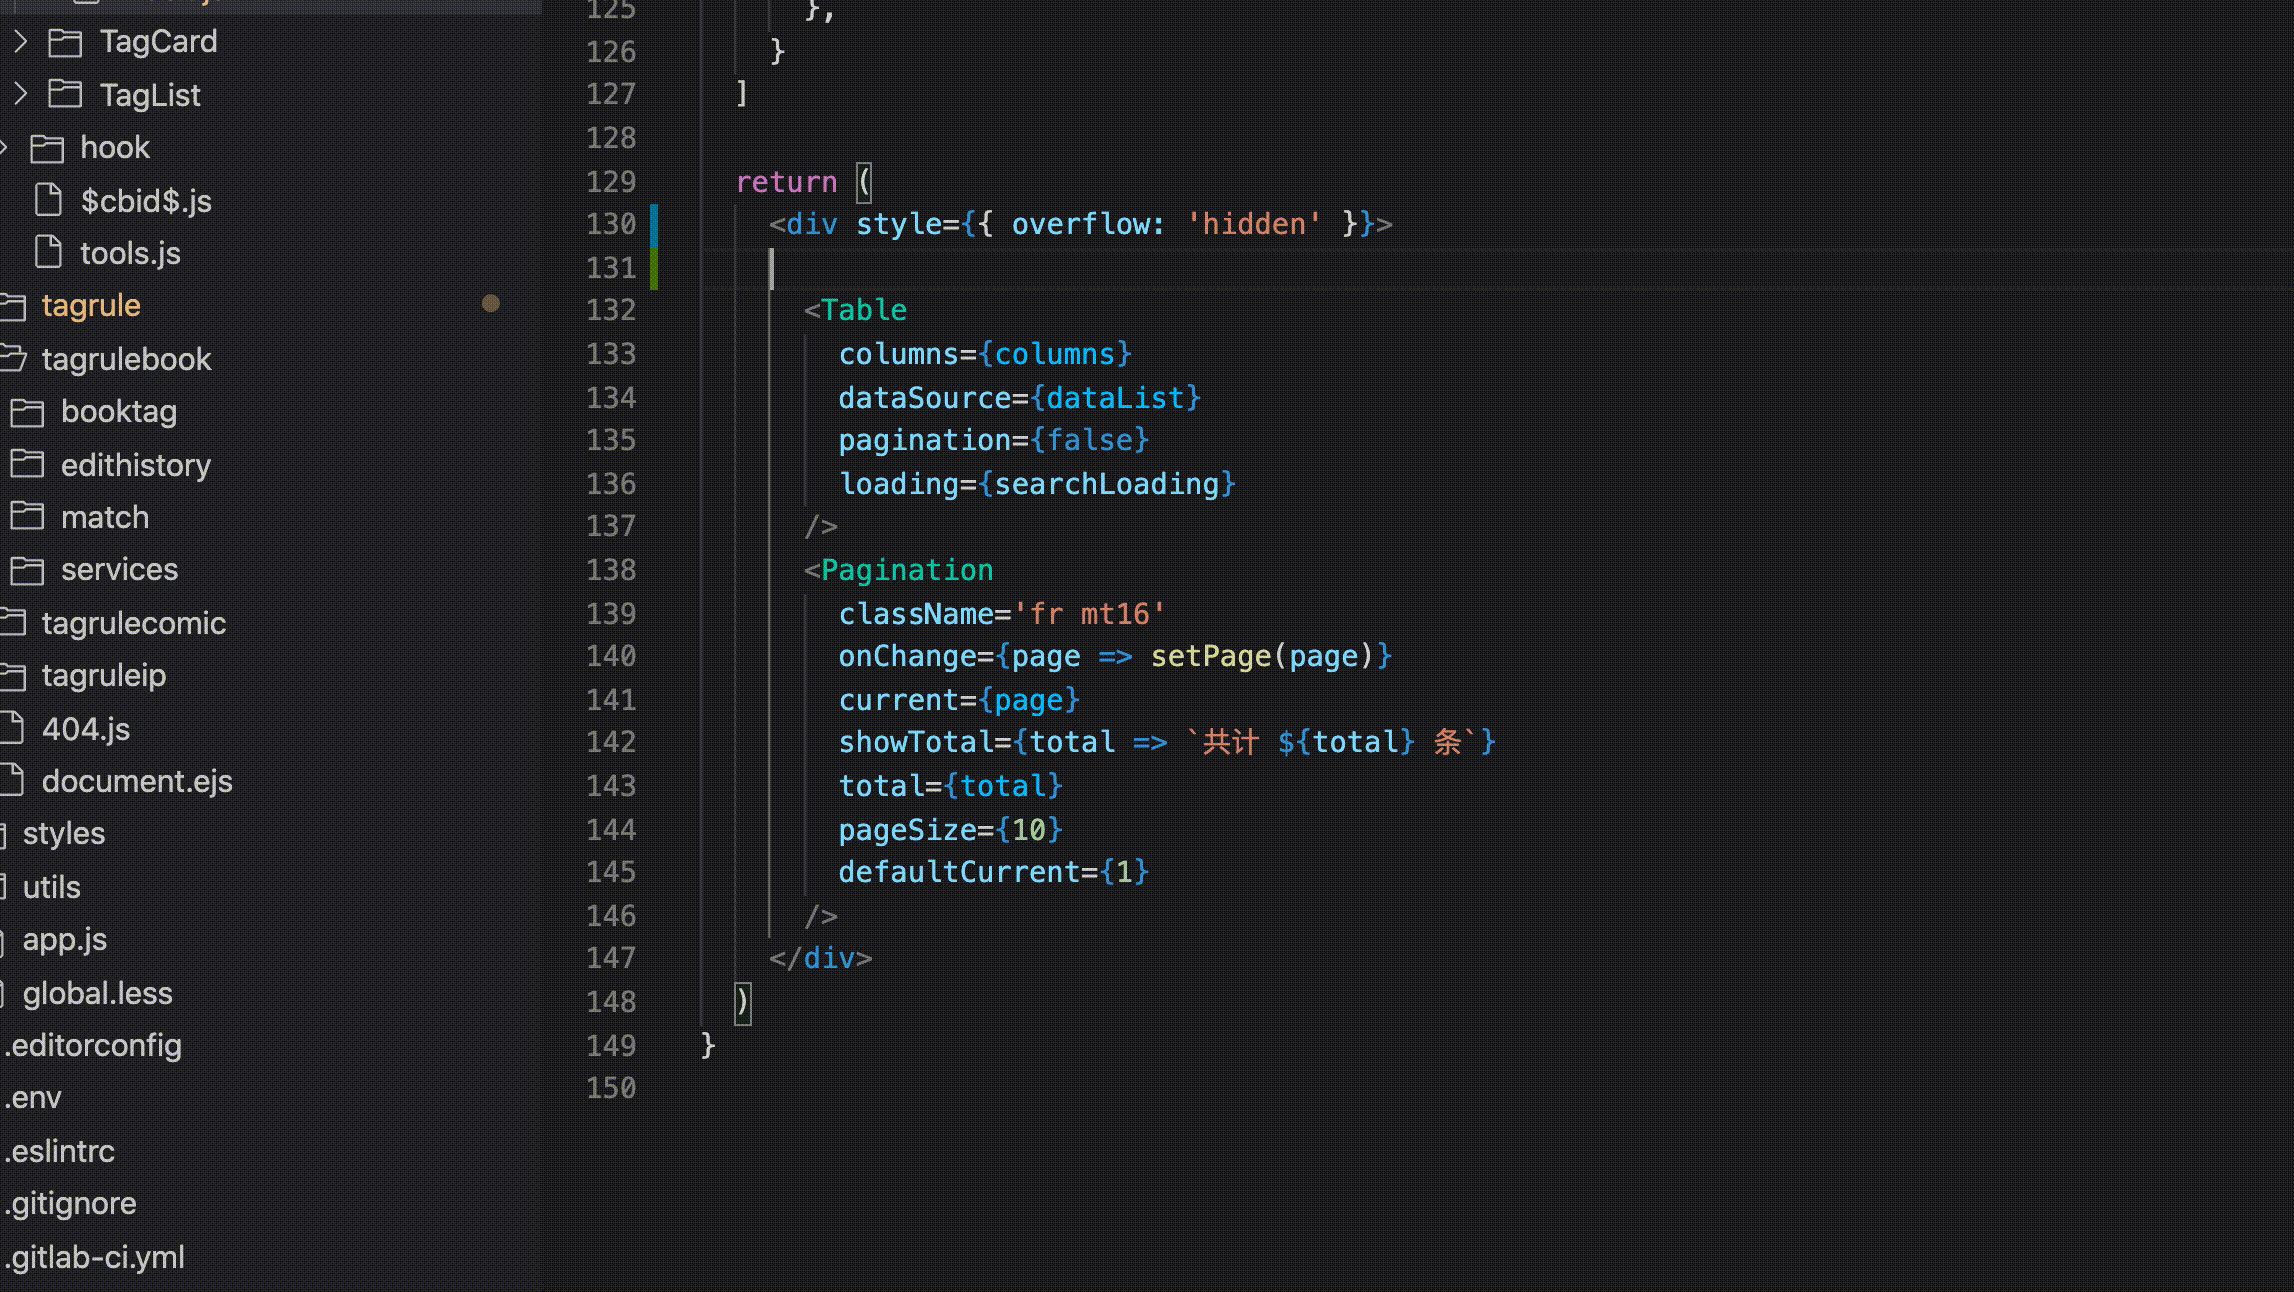 TagCard
TagList
hook
$cbid$.js
tools.js
tagrule
tagrulebook
booktag
edithistory
match
services
tagrulecomic
tagruleip
404.js
document.ejs
styles
utils
app.js
global.less
.editorconfig
.env
.eslintrc
.gitignore
.gitlab-ci.yml
125 },
126 }
127 ]
128
129 return (
130 <div style={{ overflow: 'hidden' }}>
131
132 <Table
133 columns={columns}
134 dataSource={dataList}
135 pagination={false}
136 loading={searchLoading}
137 />
138 <Pagination
139 className='fr mt16'
140 onChange={page => setPage(page)}
141 current={page}
142 showTotal={total => `共计 ${total} 条`}
143 total={total}
144 pageSize={10}
145 defaultCurrent={1}
146 />
147 </div>
148 )
149 }
150